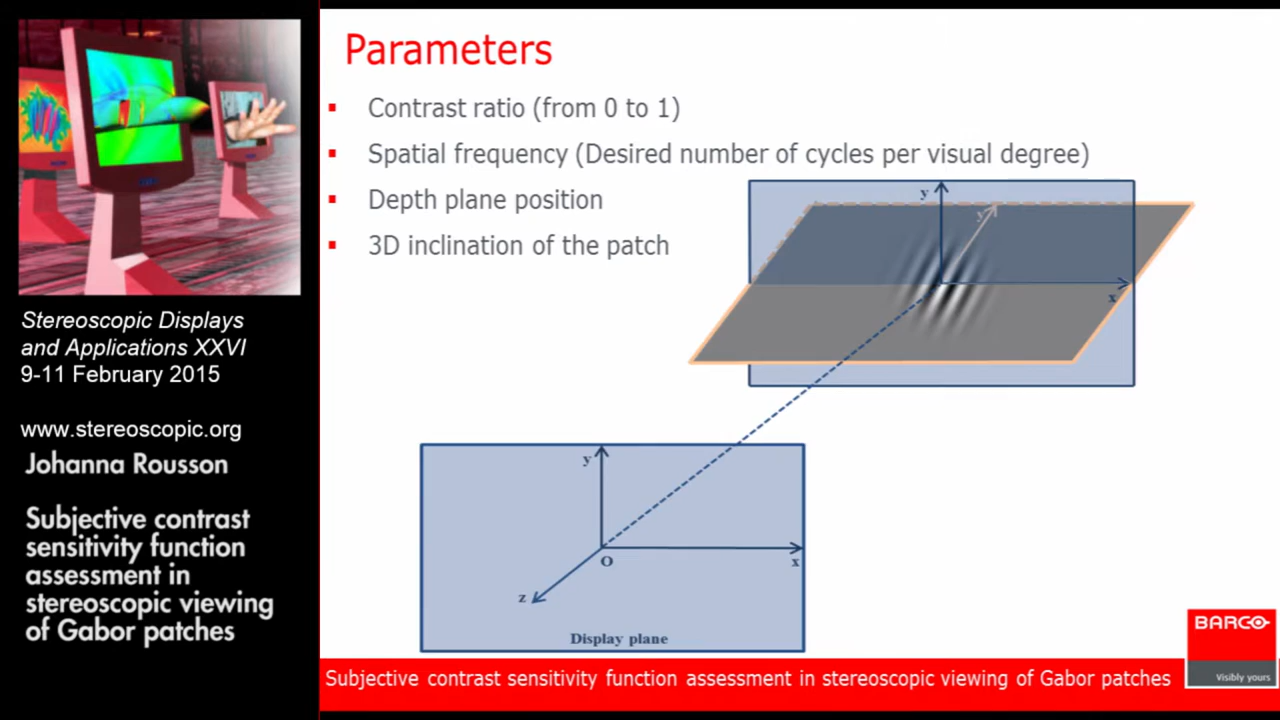 Stereoscopic Displays
and Applications XXVI
9-11 February 2015
www.stereoscopic.org
Johanna Rousson
Subjective contrast
sensitivity function
assessment in
stereoscopic viewing
of Gabor patches
Parameters
Contrast ratio (from 0 to 1)
Spatial frequency (Desired number of cycles per visual degree)
Depth plane position
3D inclination of the patch
y
y'
x
y
O
x
z
Display plane
Subjective contrast sensitivity function assessment in stereoscopic viewing of Gabor patches
BARCO
Visibly yours